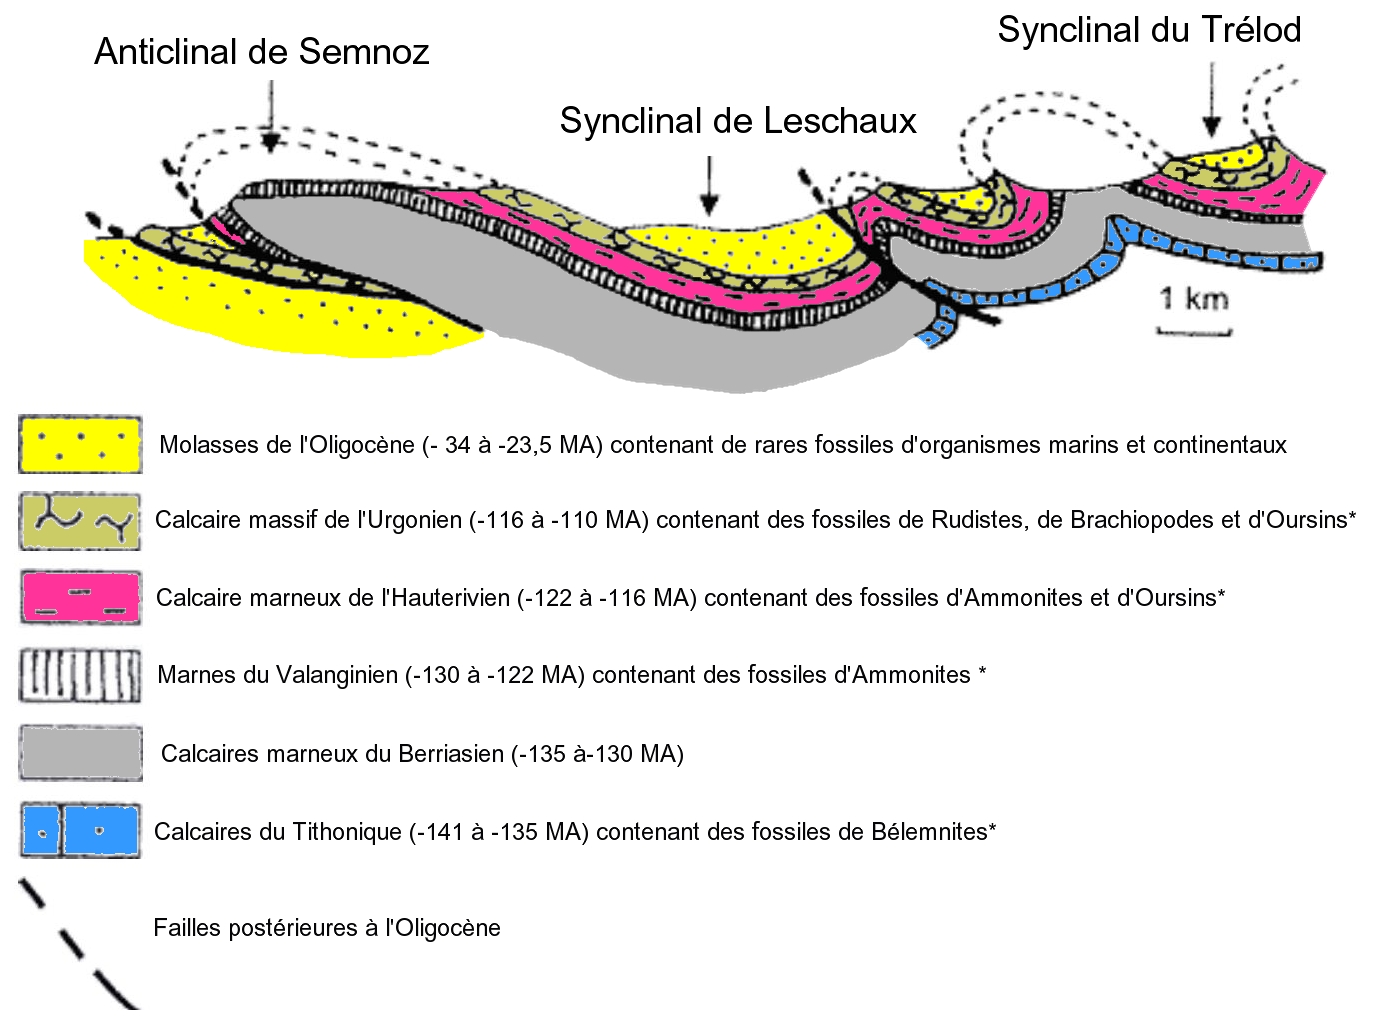 Synclinal du Trélod
Anticlinal de Semnoz
Synclinal de Leschaux
1 km
Molasses de l'Oligocène (- 34 à -23,5 MA) contenant de rares fossiles d'organismes marins et continentaux
Calcaire massif de l'Urgonien (-116 à -110 MA) contenant des fossiles de Rudistes, de Brachiopodes et d'Oursins*
Calcaire marneux de l'Hauterivien (-122 à -116 MA) contenant des fossiles d'Ammonites et d'Oursins*
Marnes du Valanginien (-130 à -122 MA) contenant des fossiles d'Ammonites *
Calcaires marneux du Berriasien (-135 à-130 MA)
Calcaires du Tithonique (-141 à -135 MA) contenant des fossiles de Bélemnites*
Failles postérieures à l'Oligocène